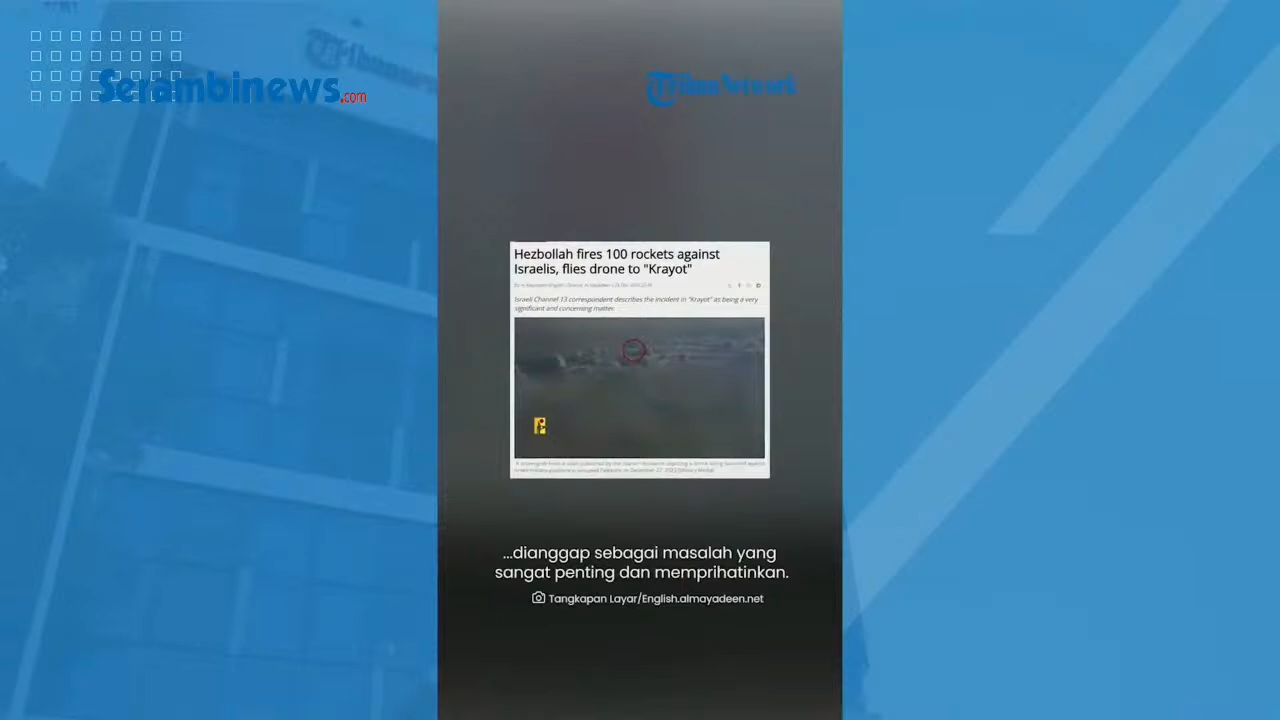 Serambinews.com
Tribun Network
Hezbollah fires 100 rockets against
Israelis, flies drone to "Krayot"
Israeli Channel 13 correspondent describes the incident in "Krayot" as being a very
significant and concerning matter.
...dianggap sebagai masalah yang
sangat penting dan memprihatinkan.
Tangkapan Layar/English.almayadeen.net